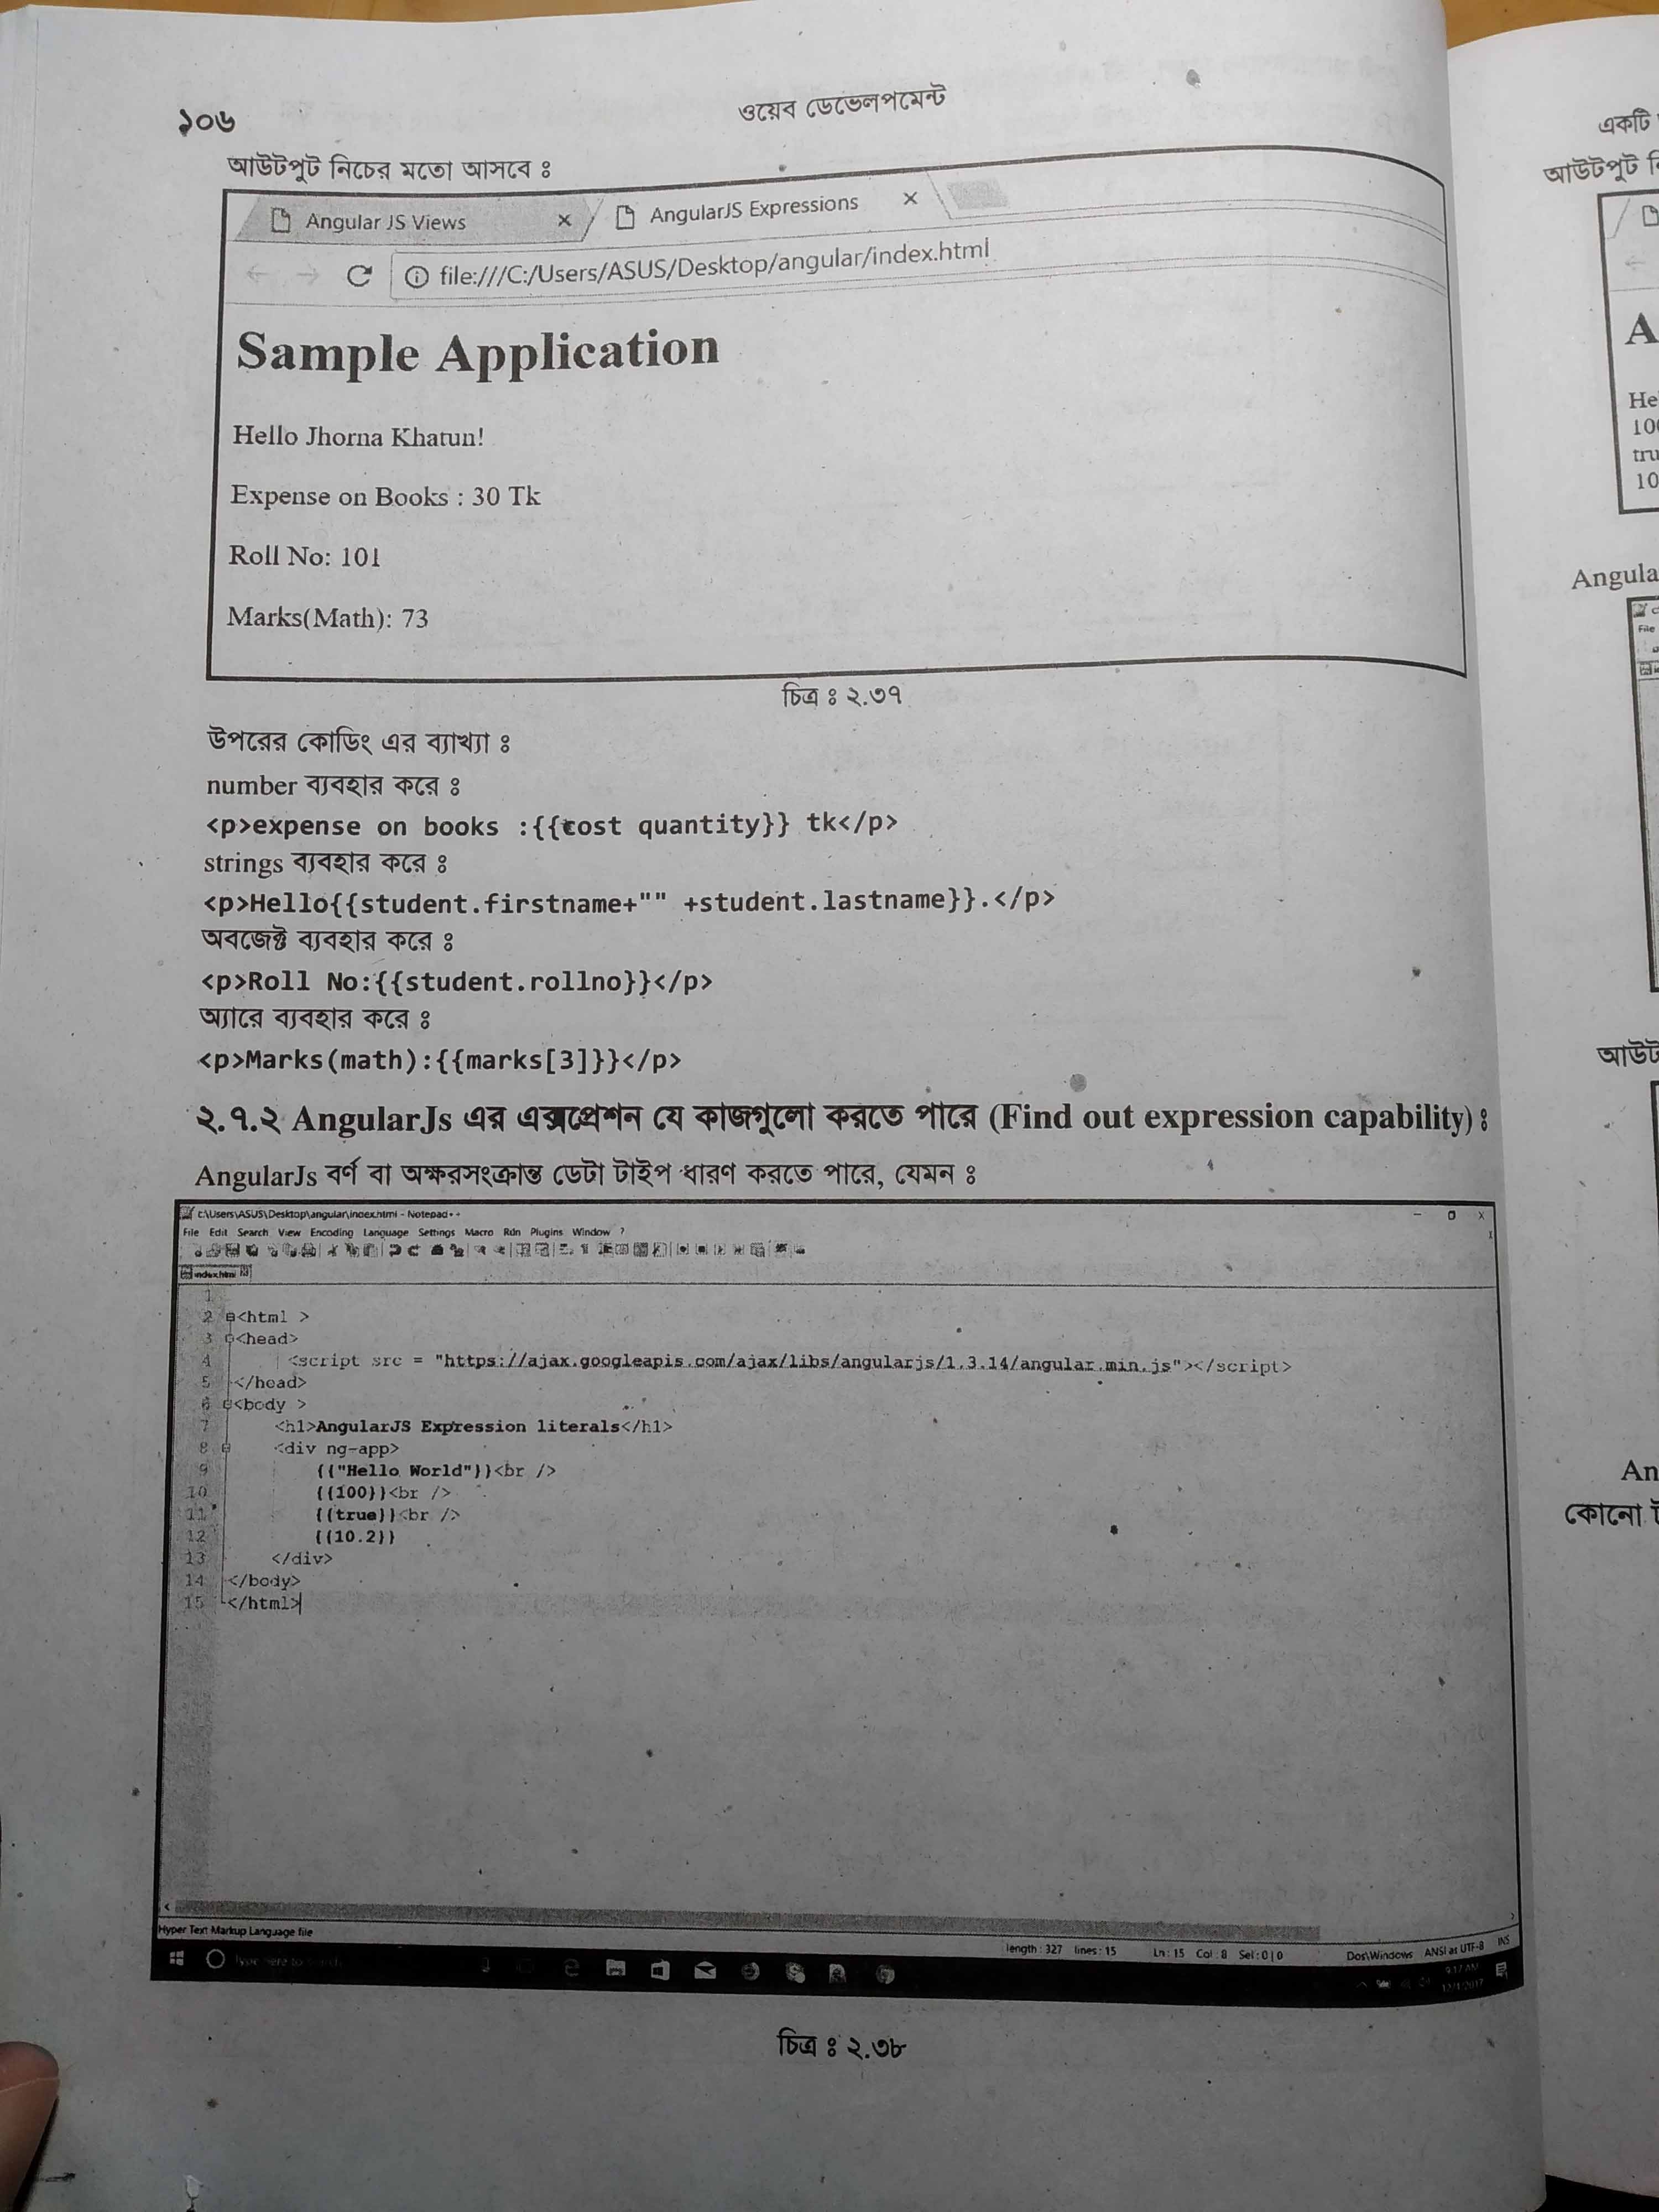 ১০৬
ওয়েব ডেভেলপমেন্ট
আউটপুট নিচের মতো আসবে ঃ
Angular JS Views × AngularJS Expressions ×
file:///C:/Users/ASUS/Desktop/angular/index.html
Sample Application
Hello Jhorna Khatun!
Expense on Books : 30 Tk
Roll No: 101
Marks(Math): 73
চিত্র ঃ ২.৩৭
উপরের কোডিং এর ব্যাখ্যা ঃ
number ব্যবহার করে ঃ
<p>expense on books :{{cost quantity}} tk</p>
strings ব্যবহার করে ঃ
<p>Hello{{student.firstname+"" +student.lastname}}.</p>
অবজেক্ট ব্যবহার করে ঃ
<p>Roll No:{{student.rollno}}</p>
অ্যারে ব্যবহার করে ঃ
<p>Marks(math):{{marks[3]}}</p>
২.৭.২ AngularJs এর এক্সপ্রেশন যে কাজগুলো করতে পারে (Find out expression capability) ঃ
AngularJs বর্ণ বা অক্ষরসংক্রান্ত ডেটা টাইপ ধারণ করতে পারে, যেমন ঃ
C:\Users\ASUS\Desktop\angular\index.html - Notepad++
File Edit Search View Encoding Language Settings Macro Run Plugins Window ?
index.html
1
2 <html >
3 <head>
4 <script src = "https://ajax.googleapis.com/ajax/libs/angularjs/1.3.14/angular.min.js"></script>
5 </head>
6 <body >
7 <h1>AngularJS Expression literals</h1>
8 <div ng-app>
9 {{"Hello World"}}<br />
10 {{100}}<br />
11 {{true}}<br />
12 {{10.2}}
13 </div>
14 </body>
15 </html>
Hyper Text Markup Language file length : 327 lines : 15 Ln : 15 Col : 8 Sel : 0 | 0 Dos\Windows ANSI as UTF-8 INS
Type here to search
9:17 AM
চিত্র ঃ ২.৩৮
একটি
আউটপুট
A
100
10
আউট
An
কোনো